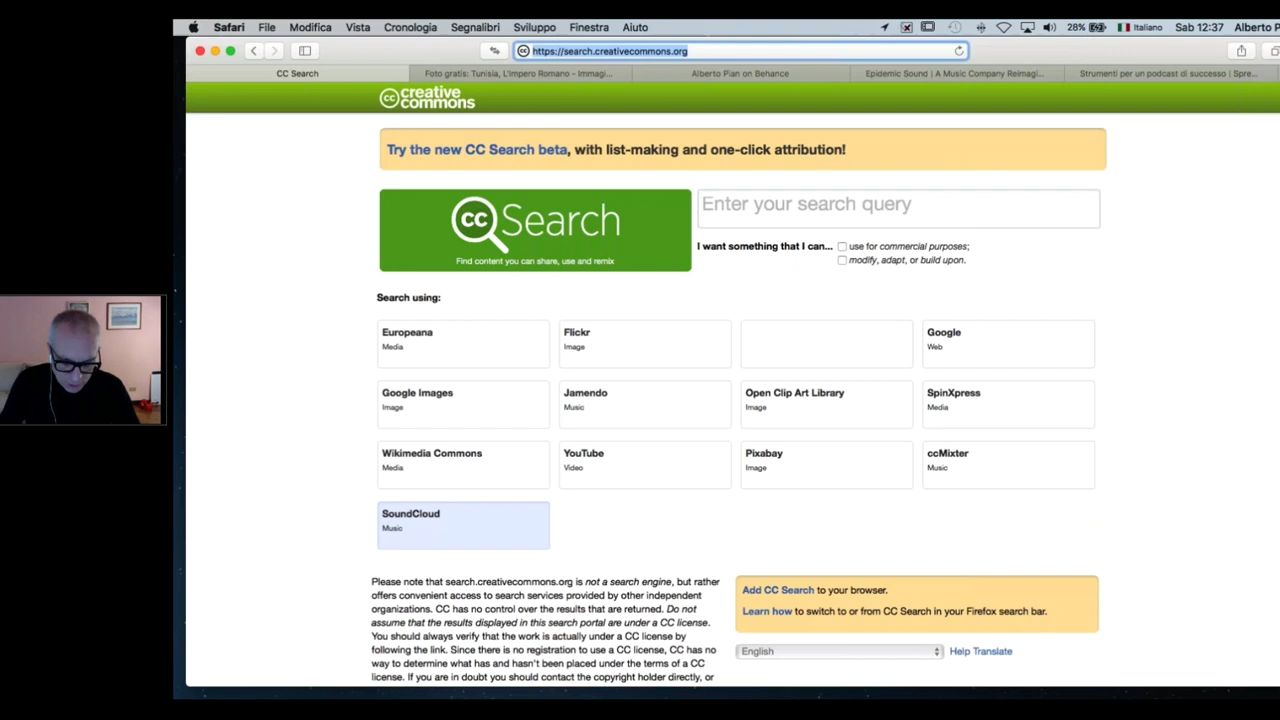 Safari File Modifica Vista Cronologia Segnalibri Sviluppo Finestra Aiuto 28% Italiano Sab 12:37 Alberto P
https://search.creativecommons.org
CC Search Foto gratis: Tunisia, L'Impero Romano - Immagi... Alberto Pian on Behance Epidemic Sound | A Music Company Reimagi... Strumenti per un podcast di successo | Spre...
cc creative commons
Try the new CC Search beta, with list-making and one-click attribution!
cc Search
Find content you can share, use and remix
Enter your search query
I want something that I can... use for commercial purposes;
modify, adapt, or build upon.
Search using:
Europeana Flickr Google
Media Image Web
Google Images Jamendo Open Clip Art Library SpinXpress
Image Music Image Media
Wikimedia Commons YouTube Pixabay ccMixter
Media Video Image Music
SoundCloud
Music
Please note that search.creativecommons.org is not a search engine, but rather
offers convenient access to search services provided by other independent
organizations. CC has no control over the results that are returned. Do not
assume that the results displayed in this search portal are under a CC license.
You should always verify that the work is actually under a CC license by
following the link. Since there is no registration to use a CC license, CC has no
way to determine what has and hasn't been placed under the terms of a CC
license. If you are in doubt you should contact the copyright holder directly, or
Add CC Search to your browser.
Learn how to switch to or from CC Search in your Firefox search bar.
English Help Translate